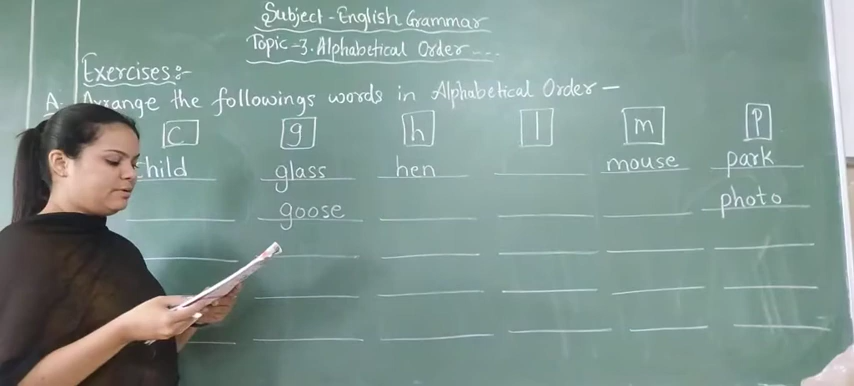 Subject - English Grammar
Topic - 3. Alphabetical Order ---
Exercises:-
A. Arrange the followings words in Alphabetical Order -
c g h l m p
child glass hen mouse park
goose photo